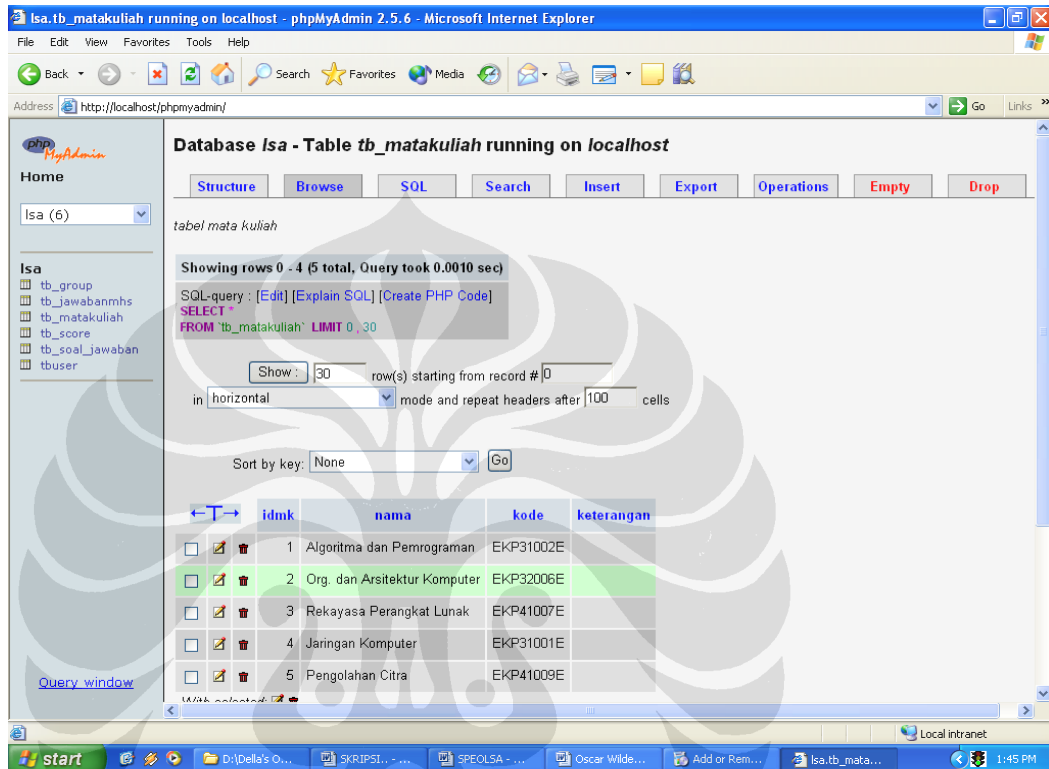 lsa.tb_matakuliah running on localhost - phpMyAdmin 2.5.6 - Microsoft Internet Explorer
File Edit View Favorites Tools Help
Back Search Favorites Media
Address http://localhost/phpmyadmin/ Go Links »
php
MyAdmin
Home
lsa (6)
lsa
tb_group
tb_jawabanmhs
tb_matakuliah
tb_score
tb_soal_jawaban
tbuser
Query window
Database lsa - Table tb_matakuliah running on localhost
Structure Browse SQL Search Insert Export Operations Empty Drop
tabel mata kuliah
Showing rows 0 - 4 (5 total, Query took 0.0010 sec)
SQL-query : [Edit] [Explain SQL] [Create PHP Code]
SELECT *
FROM `tb_matakuliah` LIMIT 0 , 30
Show : 30 row(s) starting from record # 0
in horizontal mode and repeat headers after 100 cells
Sort by key: None Go
←T→ idmk nama kode keterangan
1 Algoritma dan Pemrograman EKP31002E
2 Org. dan Arsitektur Komputer EKP32006E
3 Rekayasa Perangkat Lunak EKP41007E
4 Jaringan Komputer EKP31001E
5 Pengolahan Citra EKP41009E
With selected:
Local intranet
start D:\Della's O... SKRIPSI.. - ... SPEOLSA - ... Oscar Wilde... Add or Rem... lsa.tb_mata... 1:45 PM